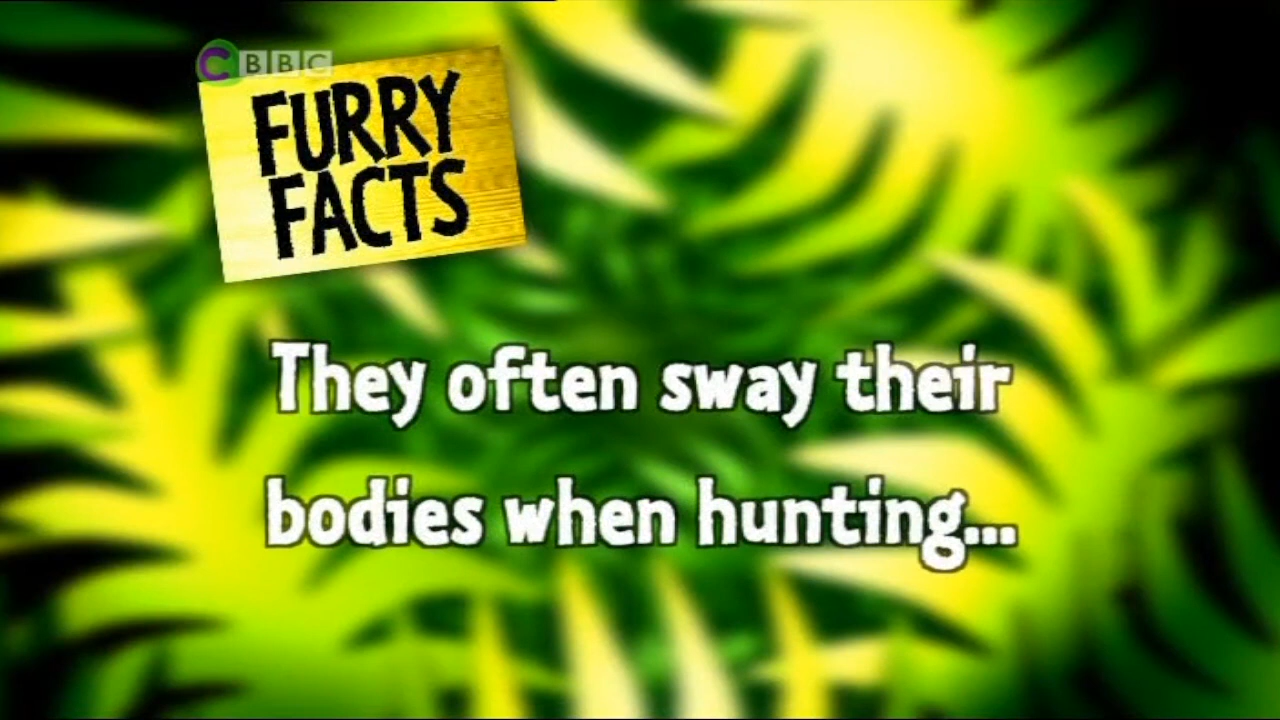 CBBC
FURRY
FACTS
They often sway their
bodies when hunting...